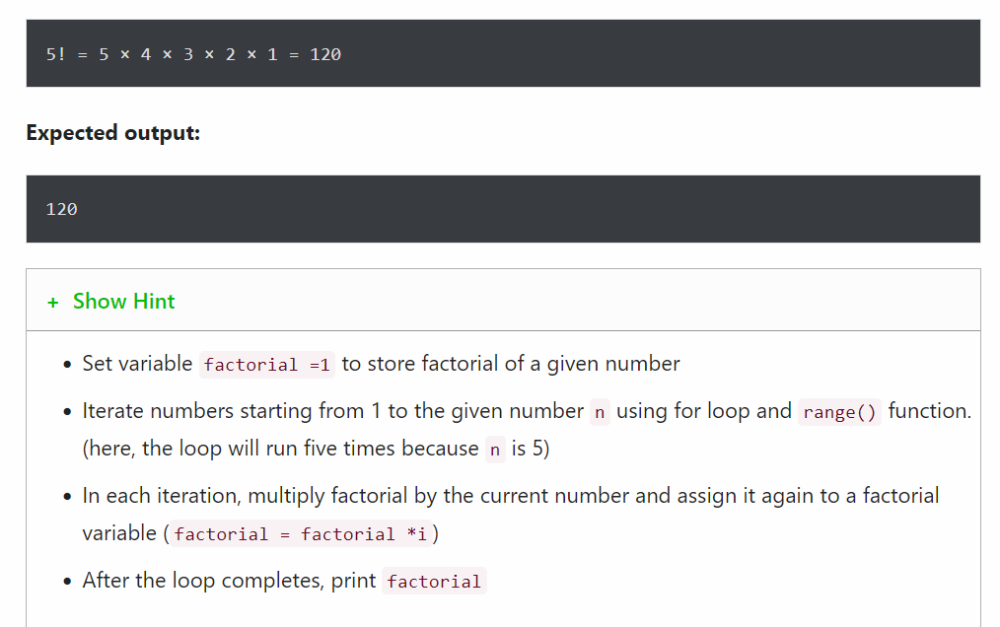 5! = 5 × 4 × 3 × 2 × 1 = 120
Expected output:
120
+ Show Hint
• Set variable factorial =1 to store factorial of a given number
• Iterate numbers starting from 1 to the given number n using for loop and range() function.
(here, the loop will run five times because n is 5)
• In each iteration, multiply factorial by the current number and assign it again to a factorial
variable (factorial = factorial *i)
• After the loop completes, print factorial